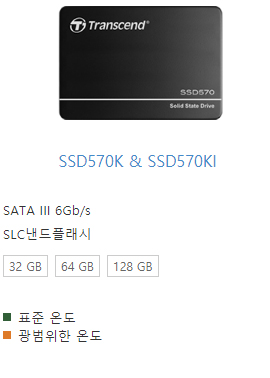 Transcend
SSD570
Solid State Drive
SSD570K & SSD570KI
SATA III 6Gb/s
SLC낸드플래시
32 GB 64 GB 128 GB
표준 온도
광범위한 온도